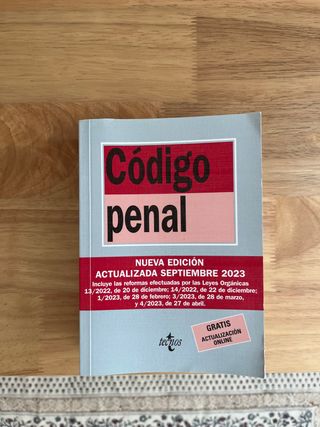 Código
penal
NUEVA EDICIÓN
ACTUALIZADA SEPTIEMBRE 2023
Incluye las reformas efectuadas por las Leyes Orgánicas
13/2022, de 20 de diciembre; 14/2022, de 22 de diciembre;
1/2023, de 28 de febrero; 3/2023, de 28 de marzo,
y 4/2023, de 27 de abril.
GRATIS
ACTUALIZACIÓN
ONLINE
tecnos